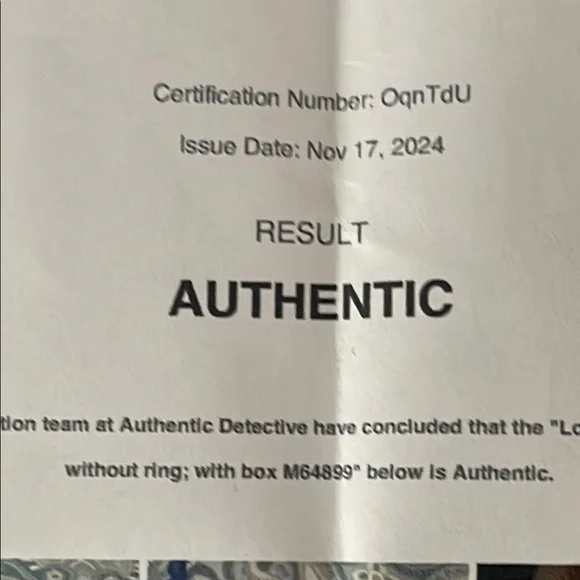 Certification Number: OqnTdU
Issue Date: Nov 17, 2024
RESULT
AUTHENTIC
tion team at Authentic Detective have concluded that the "Lo
without ring; with box M64899" below is Authentic.